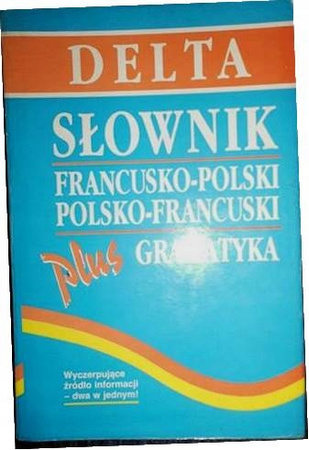 DELTA
SŁOWNIK
FRANCUSKO-POLSKI
POLSKO-FRANCUSKI
plus GRAMATYKA
Wyczerpujące
źródło informacji
– dwa w jednym!